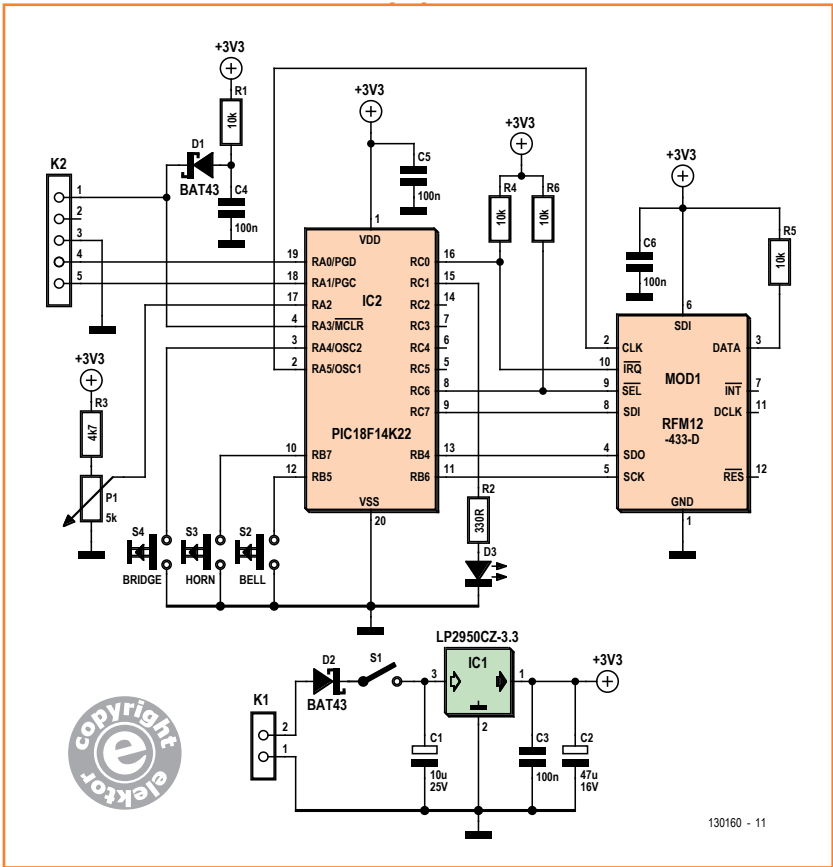 +3V3
R1
10k
D1
BAT43
C4
100n
K2
1
2
3
4
5
+3V3
C5
100n
+3V3
R4
10k
R6
10k
+3V3
C6
100n
R5
10k
1
VDD
19 RA0/PGD
18 RA1/PGC
17 RA2
4 RA3/MCLR
3 RA4/OSC2
2 RA5/OSC1
10 RB7
12 RB5
IC2
PIC18F14K22
RC0 16
RC1 15
RC2 14
RC3 7
RC4 6
RC5 5
RC6 8
RC7 9
RB4 13
RB6 11
VSS
20
6
SDI
2 CLK
10 IRQ
9 SEL
8 SDI
4 SDO
5 SCK
DATA 3
MOD1
INT 7
DCLK 11
RFM12
-433-D
RES 12
GND
1
+3V3
R3
4k7
P1
5k
S4
BRIDGE
S3
HORN
S2
BELL
R2
330R
D3
LP2950CZ-3.3
IC1
3
1
2
+3V3
D2
BAT43
S1
K1
2
1
C1
10u
25V
C3
100n
C2
47u
16V
copyright
e
elektor
130160 - 11